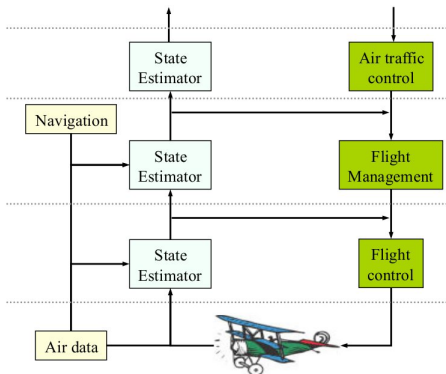 State
Estimator
Air traffic
control
Navigation
State
Estimator
Flight
Management
State
Estimator
Flight
control
Air data